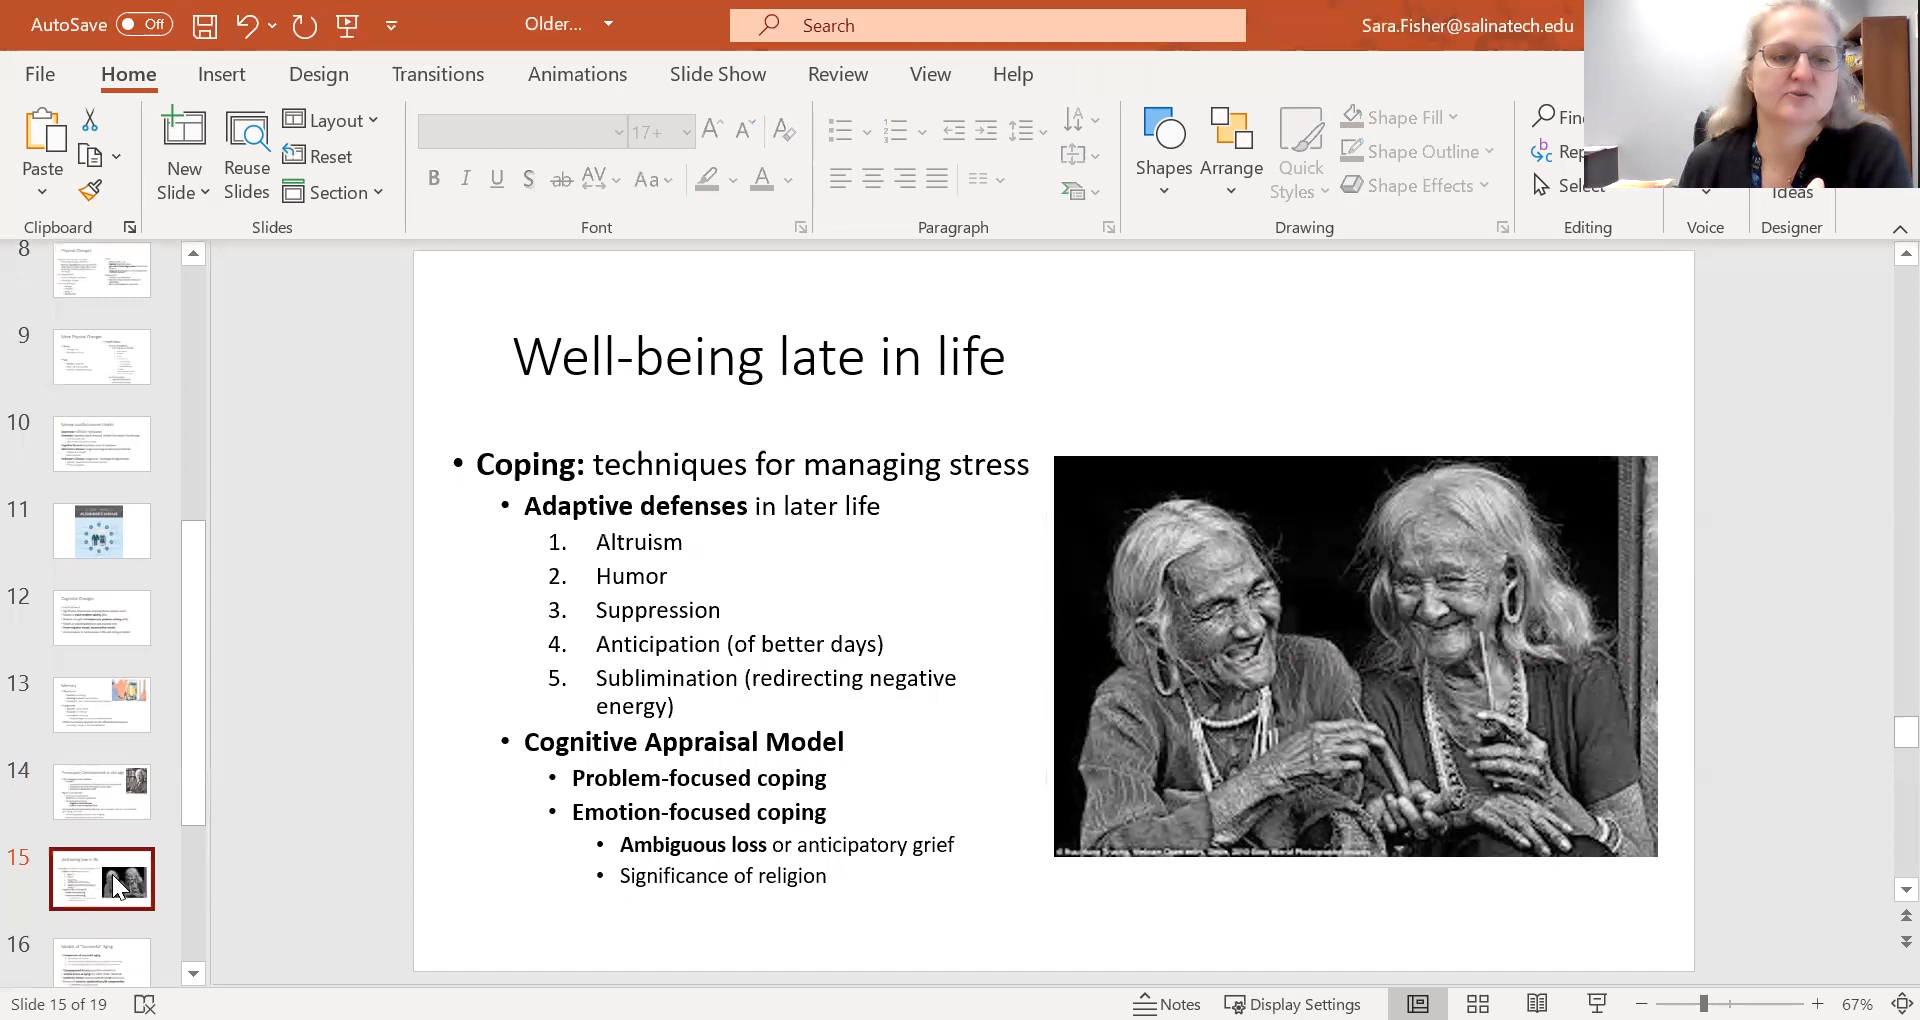 AutoSave Off Older... Search Sara.Fisher@salinatech.edu
File Home Insert Design Transitions Animations Slide Show Review View Help
Paste
New Slide
Reuse Slides
Layout
Reset
Section
17+
B I U S ab AV Aa A
Shapes Arrange Quick Styles
Shape Fill
Shape Outline
Shape Effects
Select
Ideas
Clipboard Slides Font Paragraph Drawing Editing Voice Designer
8
9
10
11
12
13
14
15
16
Well-being late in life
• Coping: techniques for managing stress
• Adaptive defenses in later life
1. Altruism
2. Humor
3. Suppression
4. Anticipation (of better days)
5. Sublimination (redirecting negative
energy)
• Cognitive Appraisal Model
• Problem-focused coping
• Emotion-focused coping
• Ambiguous loss or anticipatory grief
• Significance of religion
Slide 15 of 19 Notes Display Settings 67%